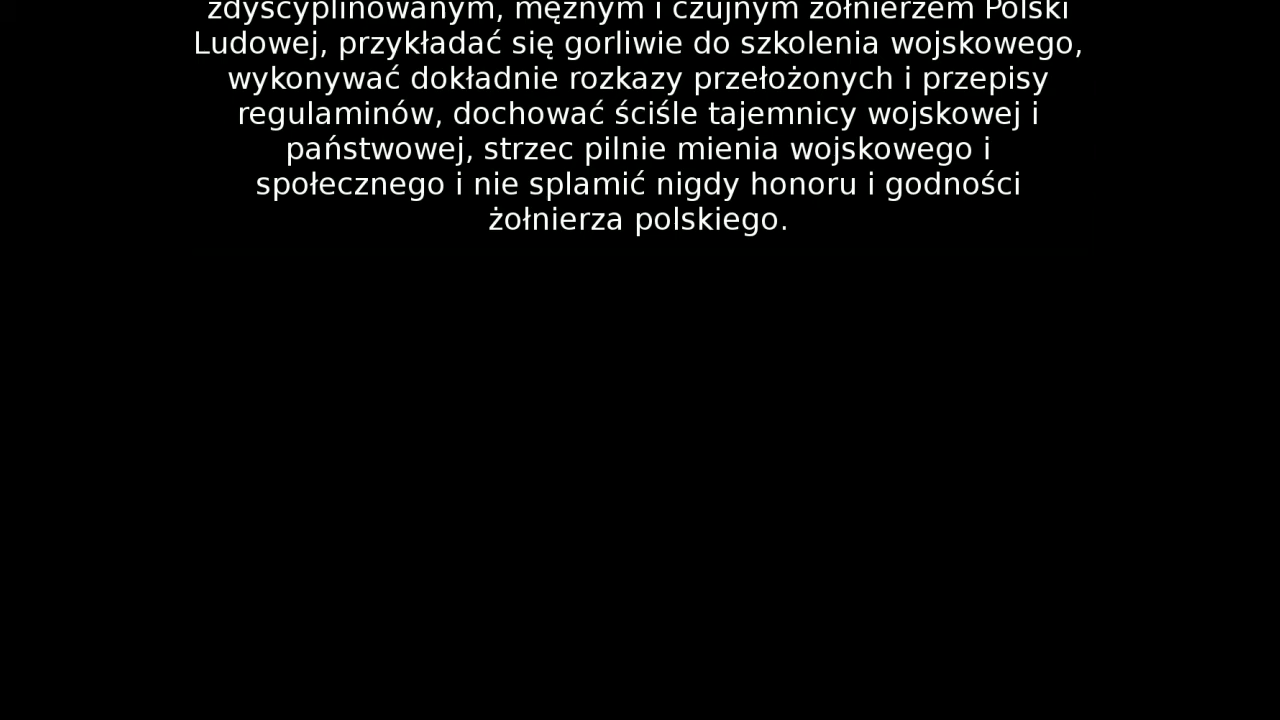 zdyscyplinowanym, mężnym i czujnym żołnierzem Polski
Ludowej, przykładać się gorliwie do szkolenia wojskowego,
wykonywać dokładnie rozkazy przełożonych i przepisy
regulaminów, dochować ściśle tajemnicy wojskowej i
państwowej, strzec pilnie mienia wojskowego i
społecznego i nie splamić nigdy honoru i godności
żołnierza polskiego.